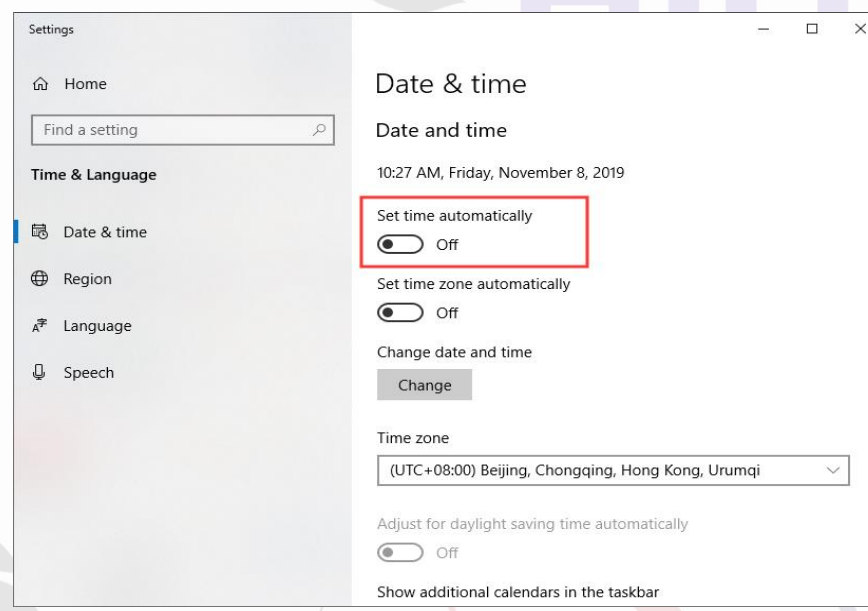 Settings
Home
Find a setting
Time & Language
Date & time
Region
Language
Speech
Date & time
Date and time
10:27 AM, Friday, November 8, 2019
Set time automatically
Off
Set time zone automatically
Off
Change date and time
Change
Time zone
(UTC+08:00) Beijing, Chongqing, Hong Kong, Urumqi
Adjust for daylight saving time automatically
Off
Show additional calendars in the taskbar